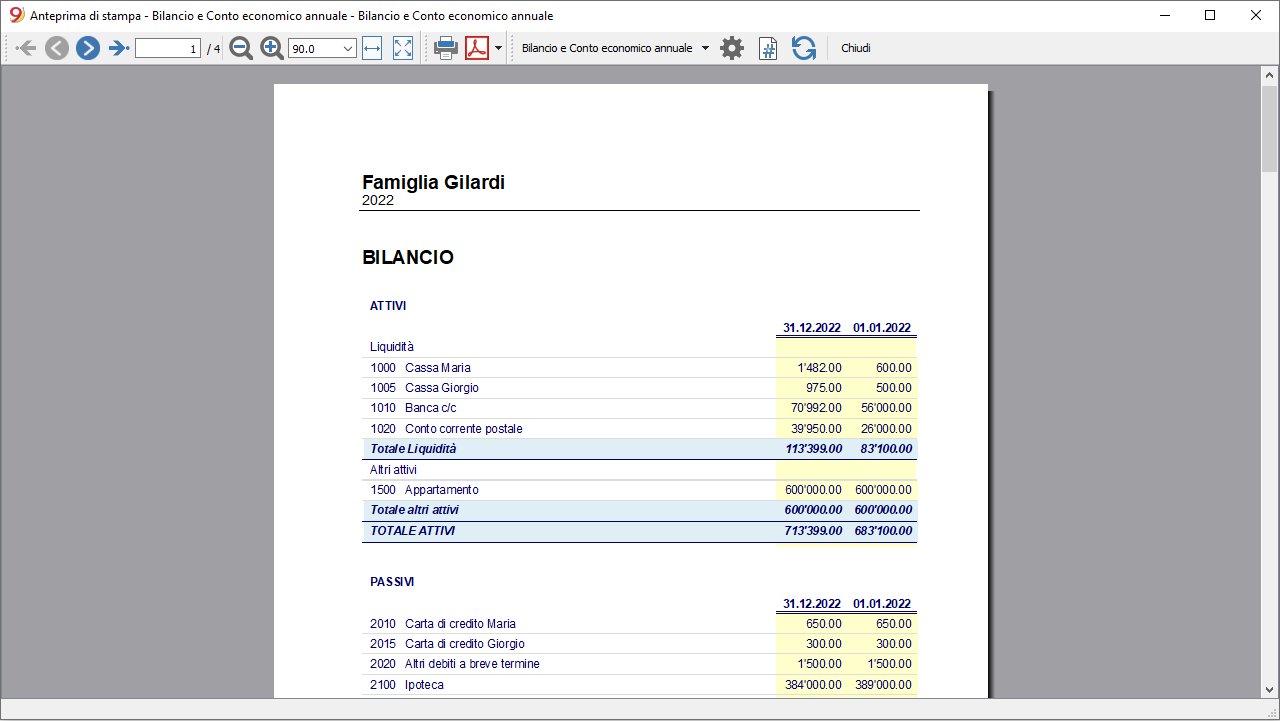 Anteprima di stampa - Bilancio e Conto economico annuale - Bilancio e Conto economico annuale
1 / 4 90.0 Bilancio e Conto economico annuale # Chiudi
Famiglia Gilardi
2022
BILANCIO
ATTIVI
31.12.2022 01.01.2022
Liquidità
1000 Cassa Maria 1'482.00 600.00
1005 Cassa Giorgio 975.00 500.00
1010 Banca c/c 70'992.00 56'000.00
1020 Conto corrente postale 39'950.00 26'000.00
Totale Liquidità 113'399.00 83'100.00
Altri attivi
1500 Appartamento 600'000.00 600'000.00
Totale altri attivi 600'000.00 600'000.00
TOTALE ATTIVI 713'399.00 683'100.00
PASSIVI
31.12.2022 01.01.2022
2010 Carta di credito Maria 650.00 650.00
2015 Carta di credito Giorgio 300.00 300.00
2020 Altri debiti a breve termine 1'500.00 1'500.00
2100 Ipoteca 384'000.00 389'000.00